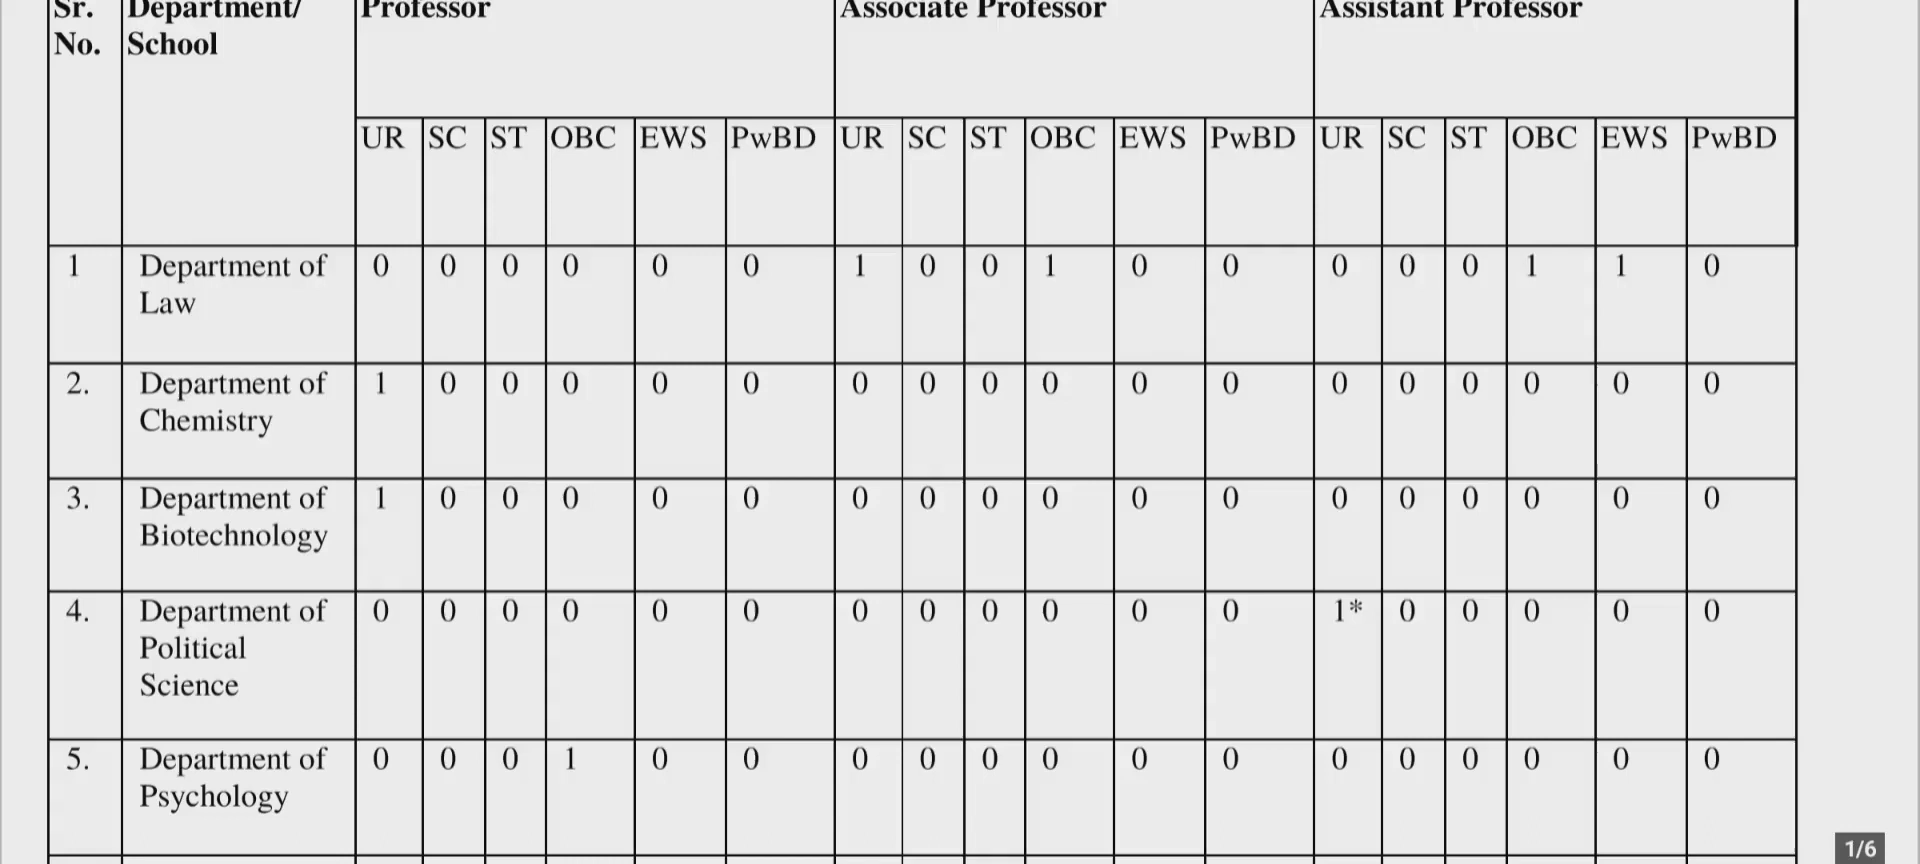 Sr. No. Department/ School Professor Associate Professor Assistant Professor
UR SC ST OBC EWS PwBD UR SC ST OBC EWS PwBD UR SC ST OBC EWS PwBD
1 Department of Law 0 0 0 0 0 0 1 0 0 1 0 0 0 0 0 1 1 0
2. Department of Chemistry 1 0 0 0 0 0 0 0 0 0 0 0 0 0 0 0 0 0
3. Department of Biotechnology 1 0 0 0 0 0 0 0 0 0 0 0 0 0 0 0 0 0
4. Department of Political Science 0 0 0 0 0 0 0 0 0 0 0 0 1* 0 0 0 0 0
5. Department of Psychology 0 0 0 1 0 0 0 0 0 0 0 0 0 0 0 0 0 0
1/6